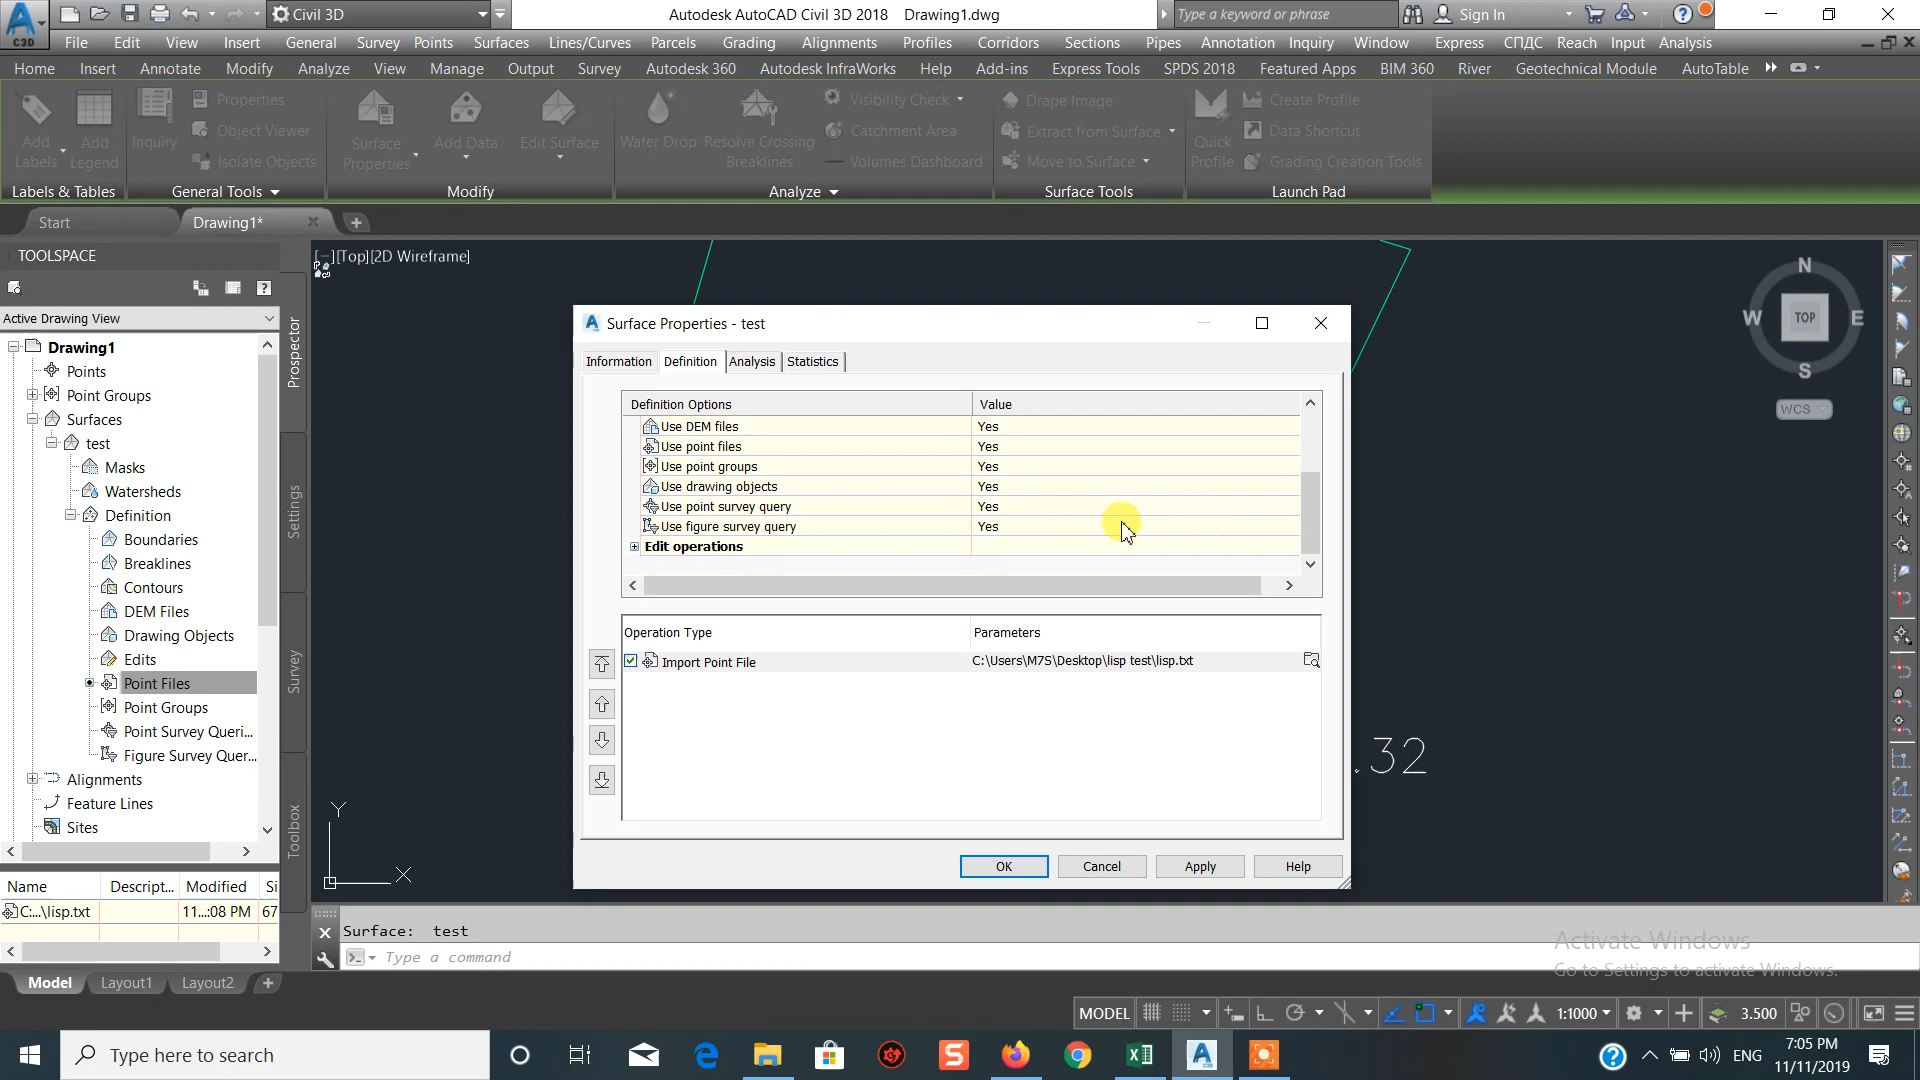 Civil 3D
Autodesk AutoCAD Civil 3D 2018 Drawing1.dwg
Type a keyword or phrase
Sign In
C3D
File Edit View Insert General Survey Points Surfaces Lines/Curves Parcels Grading Alignments Profiles Corridors Sections Pipes Annotation Inquiry Window Express СПДС Reach Input Analysis
Home Insert Annotate Modify Analyze View Manage Output Survey Autodesk 360 Autodesk InfraWorks Help Add-ins Express Tools SPDS 2018 Featured Apps BIM 360 River Geotechnical Module AutoTable
Add Labels
Add Legend
Labels & Tables
Inquiry
Properties
Object Viewer
Isolate Objects
General Tools
Surface Properties
Add Data
Edit Surface
Modify
Water Drop
Resolve Crossing Breaklines
Visibility Check
Catchment Area
Volumes Dashboard
Analyze
Drape Image
Extract from Surface
Move to Surface
Surface Tools
Quick Profile
Create Profile
Data Shortcut
Grading Creation Tools
Launch Pad
Start
Drawing1*
TOOLSPACE
Active Drawing View
Drawing1
Points
Point Groups
Surfaces
test
Masks
Watersheds
Definition
Boundaries
Breaklines
Contours
DEM Files
Drawing Objects
Edits
Point Files
Point Groups
Point Survey Queri...
Figure Survey Quer...
Alignments
Feature Lines
Sites
Prospector
Settings
Survey
Toolbox
Name Descript... Modified Si
C:...\lisp.txt 11...:08 PM 67
[−][Top][2D Wireframe]
N
W TOP E
S
WCS
Surface Properties - test
Information Definition Analysis Statistics
Definition Options Value
Use DEM files Yes
Use point files Yes
Use point groups Yes
Use drawing objects Yes
Use point survey query Yes
Use figure survey query Yes
Edit operations
Operation Type Parameters
Import Point File C:\Users\M7S\Desktop\lisp test\lisp.txt
OK Cancel Apply Help
.32
Y
X
Surface: test
Type a command
Activate Windows
Go to Settings to activate Windows.
Model Layout1 Layout2
MODEL 1:1000 3.500
Type here to search
ENG
7:05 PM
11/11/2019